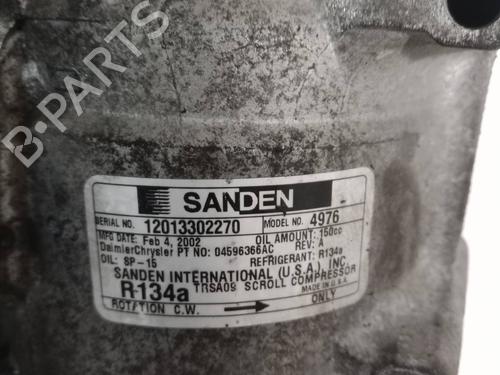 SANDEN
SERIAL NO. 12013302270 MODEL NO. 4976
MFG DATE: Feb 4, 2002 OIL AMOUNT: 150cc
DaimlerChrysler PT NO: 04596366AC REV: A
OIL: SP-15 REFRIGERANT: R134a
SANDEN INTERNATIONAL (U.S.A), INC.
R-134a TRSA09 SCROLL COMPRESSOR
ROTATION C.W. ONLY MADE IN U.S.A
B-PARTS